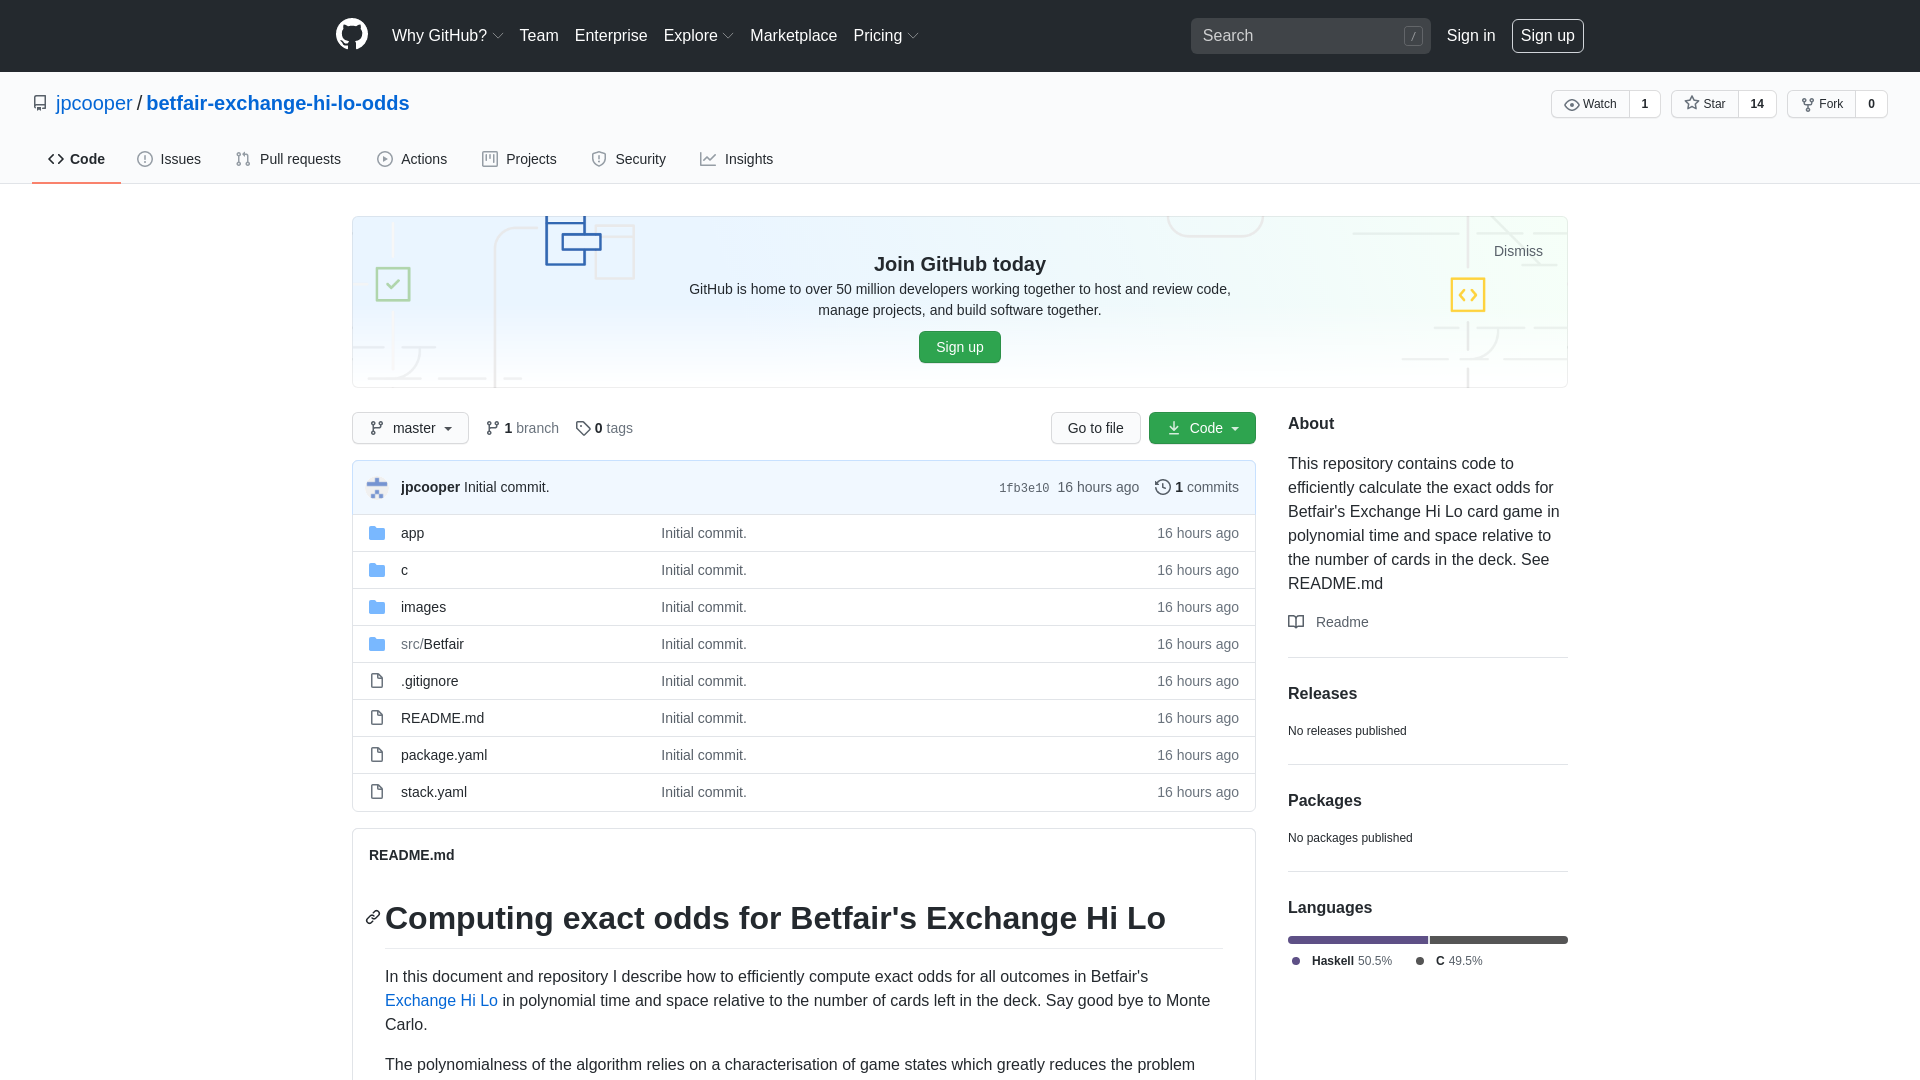 Why GitHub? Team Enterprise Explore Marketplace Pricing Search / Sign in Sign up
jpcooper / betfair-exchange-hi-lo-odds Watch 1 Star 14 Fork 0
Code Issues Pull requests Actions Projects Security Insights
Dismiss
Join GitHub today
GitHub is home to over 50 million developers working together to host and review code,
manage projects, and build software together.
Sign up
master 1 branch 0 tags Go to file Code
jpcooper Initial commit. 1fb3e10 16 hours ago 1 commits
app Initial commit. 16 hours ago
c Initial commit. 16 hours ago
images Initial commit. 16 hours ago
src/Betfair Initial commit. 16 hours ago
.gitignore Initial commit. 16 hours ago
README.md Initial commit. 16 hours ago
package.yaml Initial commit. 16 hours ago
stack.yaml Initial commit. 16 hours ago
README.md
Computing exact odds for Betfair's Exchange Hi Lo
In this document and repository I describe how to efficiently compute exact odds for all outcomes in Betfair's
Exchange Hi Lo in polynomial time and space relative to the number of cards left in the deck. Say good bye to Monte
Carlo.
The polynomialness of the algorithm relies on a characterisation of game states which greatly reduces the problem
About
This repository contains code to
efficiently calculate the exact odds for
Betfair's Exchange Hi Lo card game in
polynomial time and space relative to
the number of cards in the deck. See
README.md
Readme
Releases
No releases published
Packages
No packages published
Languages
Haskell 50.5% C 49.5%